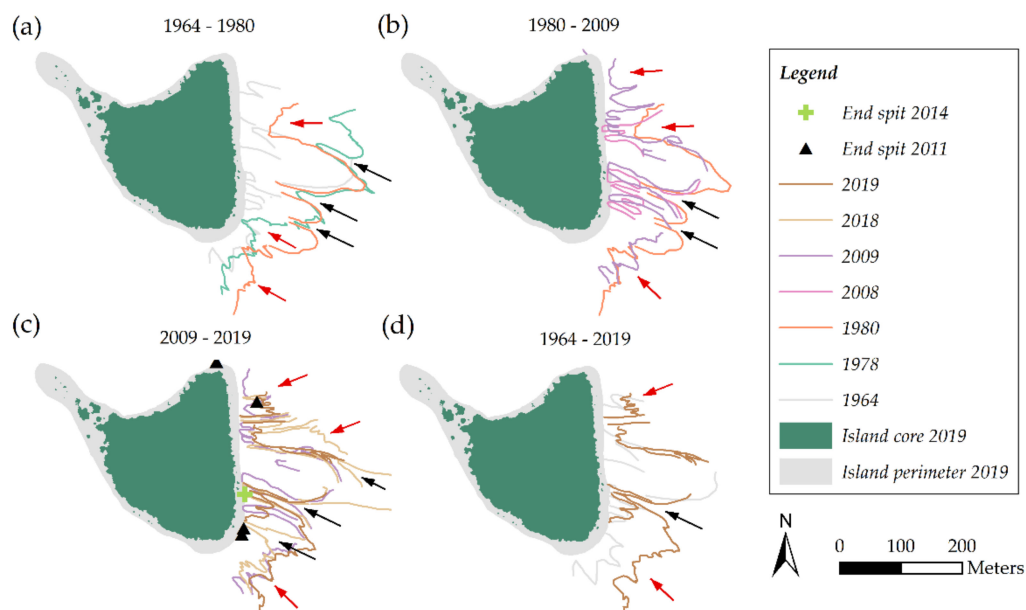 (a)
1964 - 1980
(b)
1980 - 2009
(c)
2009 - 2019
(d)
1964 - 2019
Legend
End spit 2014
End spit 2011
2019
2018
2009
2008
1980
1978
1964
Island core 2019
Island perimeter 2019
N
0 100 200
Meters